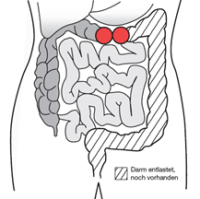 Darm entlastet,
noch vorhanden